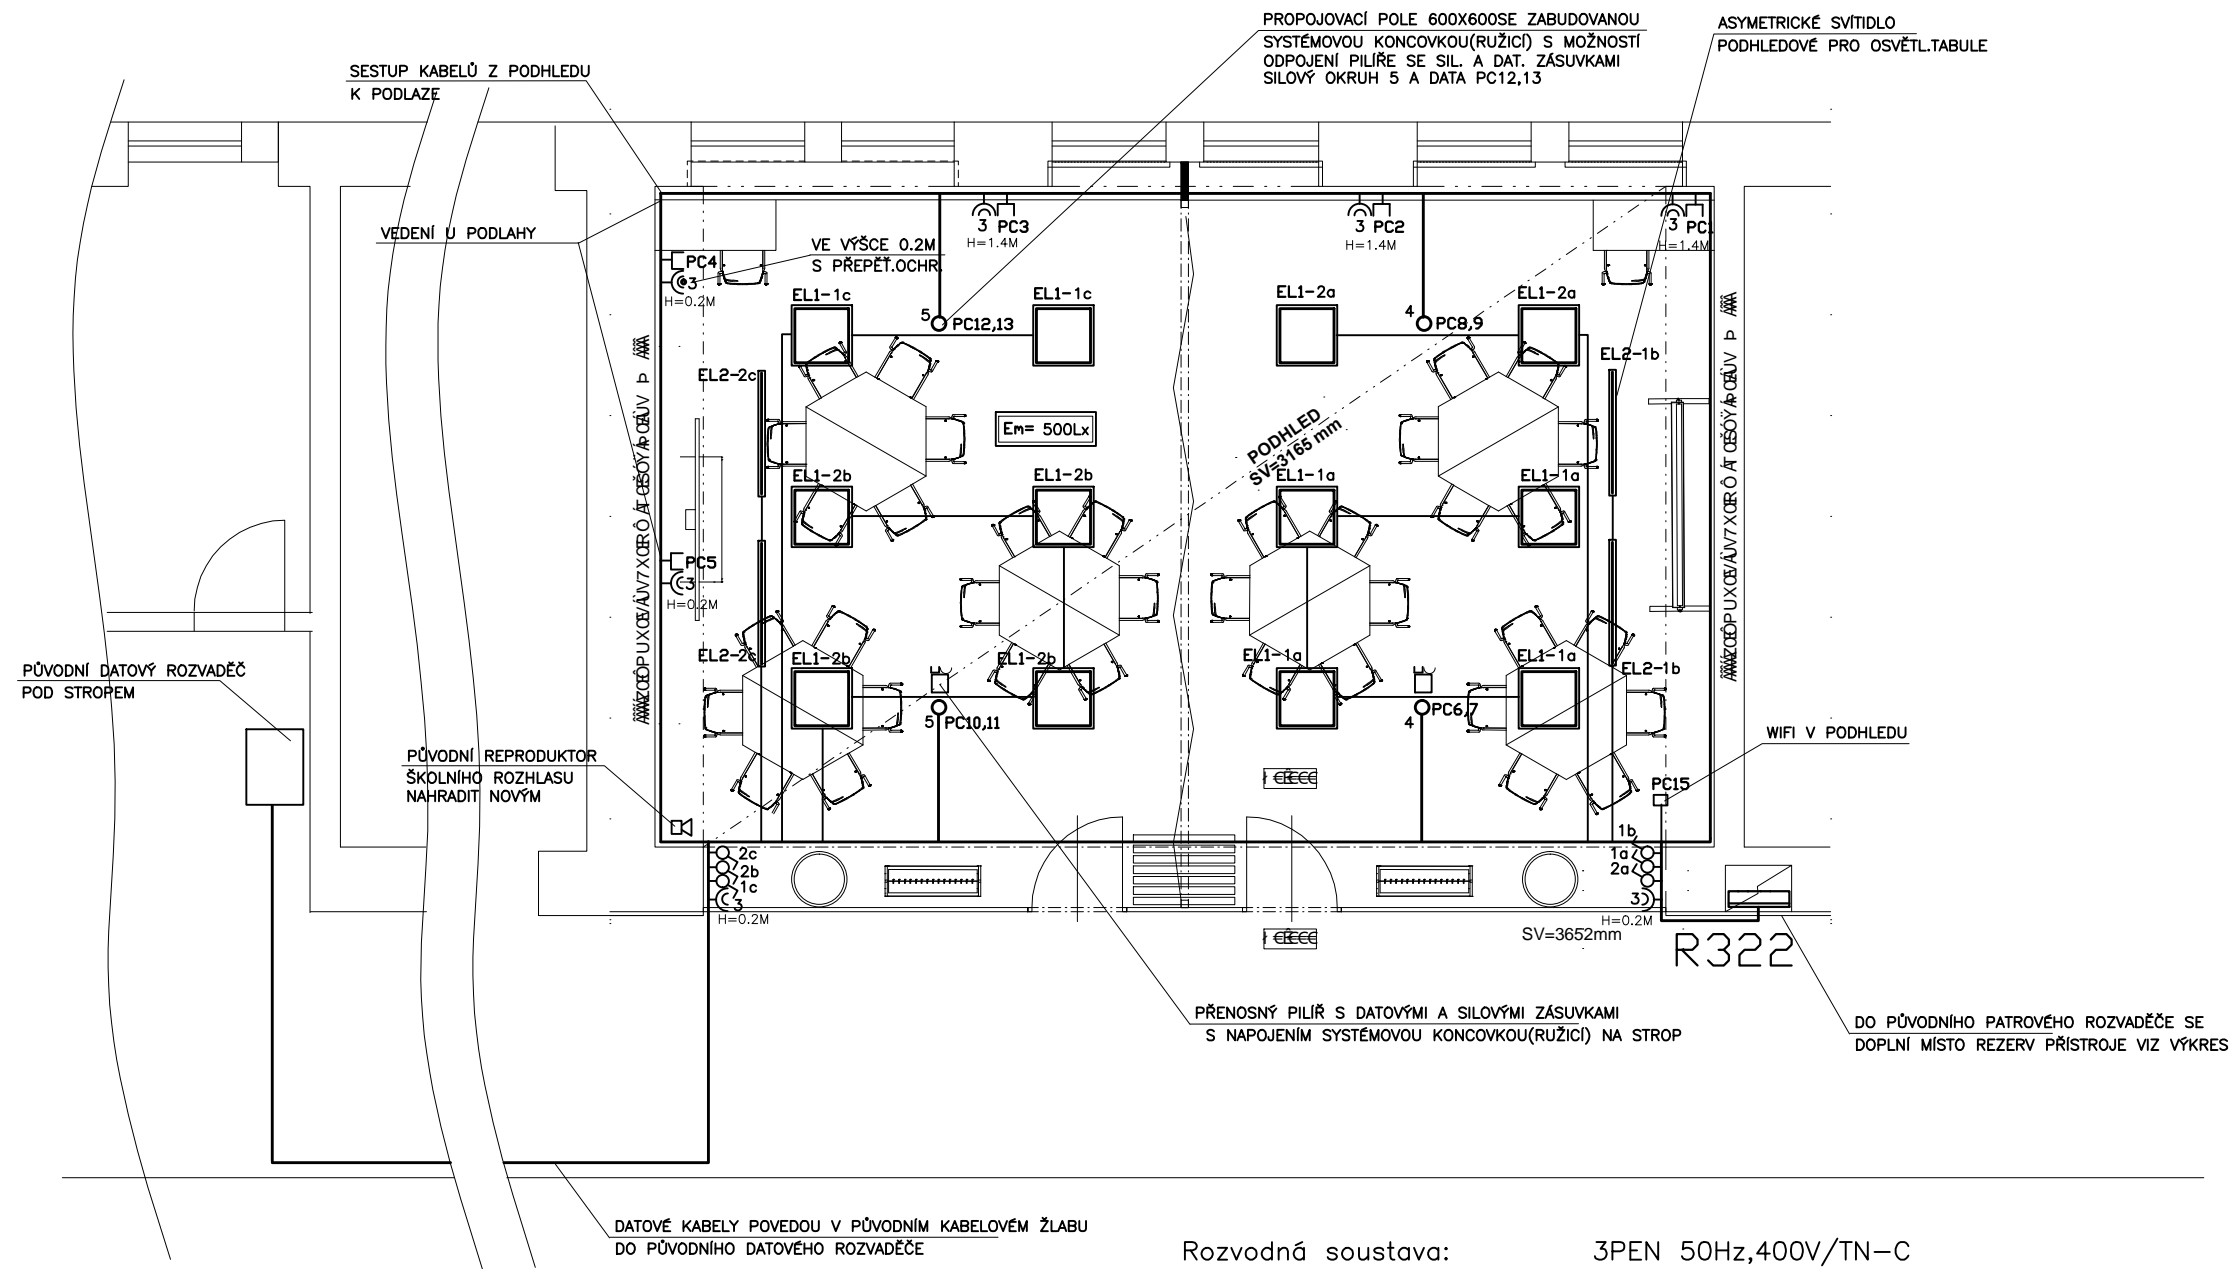 PROPOJOVACÍ POLE 600X600SE ZABUDOVANOU
SYSTÉMOVOU KONCOVKOU(RUŽICÍ) S MOŽNOSTÍ
ODPOJENÍ PILÍŘE SE SIL. A DAT. ZÁSUVKAMI
SILOVÝ OKRUH 5 A DATA PC12,13
ASYMETRICKÉ SVÍTIDLO
PODHLEDOVÉ PRO OSVĚTL.TABULE
SESTUP KABELŮ Z PODHLEDU
K PODLAZE
VEDENÍ U PODLAHY
VE VÝŠCE 0.2M
S PŘEPĚŤ.OCHR.
3
PC3
H=1.4M
3
PC2
H=1.4M
3
PC1
H=1.4M
PC4
3
H=0.2M
EL1-1c
EL1-1c
EL1-2a
EL1-2a
5
PC12,13
4
PC8,9
EL2-1b
EL2-2c
Em= 500Lx
PODHLED
SV=3165 mm
EL1-2b
EL1-2b
EL1-1a
EL1-1a
PC5
3
H=0.2M
EL2-2c
EL1-2b
EL1-2b
EL1-1a
EL1-1a
EL2-1b
5
PC10,11
4
PC6,7
PŮVODNÍ DATOVÝ ROZVADĚČ
POD STROPEM
PŮVODNÍ REPRODUKTOR
ŠKOLNÍHO ROZHLASU
NAHRADIT NOVÝM
WIFI V PODHLEDU
PC15
2c
2b
1c
3
H=0.2M
1b
1a
2a
3
H=0.2M
SV=3652mm
R322
PŘENOSNÝ PILÍŘ S DATOVÝMI A SILOVÝMI ZÁSUVKAMI
S NAPOJENÍM SYSTÉMOVOU KONCOVKOU(RUŽICÍ) NA STROP
DO PŮVODNÍHO PATROVÉHO ROZVADĚČE SE
DOPLNÍ MÍSTO REZERV PŘÍSTROJE VIZ VÝKRES
DATOVÉ KABELY POVEDOU V PŮVODNÍM KABELOVÉM ŽLABU
DO PŮVODNÍHO DATOVÉHO ROZVADĚČE
Rozvodná soustava: 3PEN 50Hz,400V/TN-C